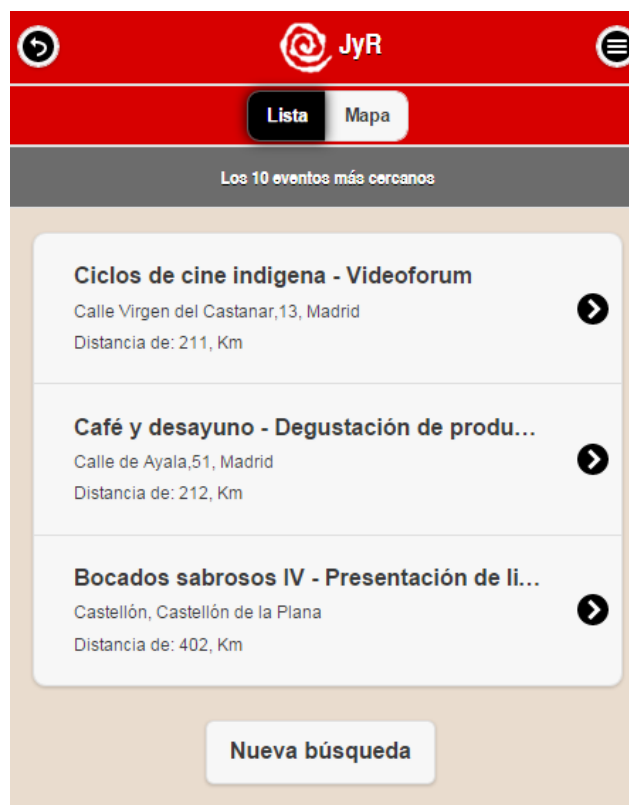 JyR
Lista Mapa
Los 10 eventos más cercanos
Ciclos de cine indigena - Videoforum
Calle Virgen del Castanar,13, Madrid
Distancia de: 211, Km
Café y desayuno - Degustación de produ...
Calle de Ayala,51, Madrid
Distancia de: 212, Km
Bocados sabrosos IV - Presentación de li...
Castellón, Castellón de la Plana
Distancia de: 402, Km
Nueva búsqueda